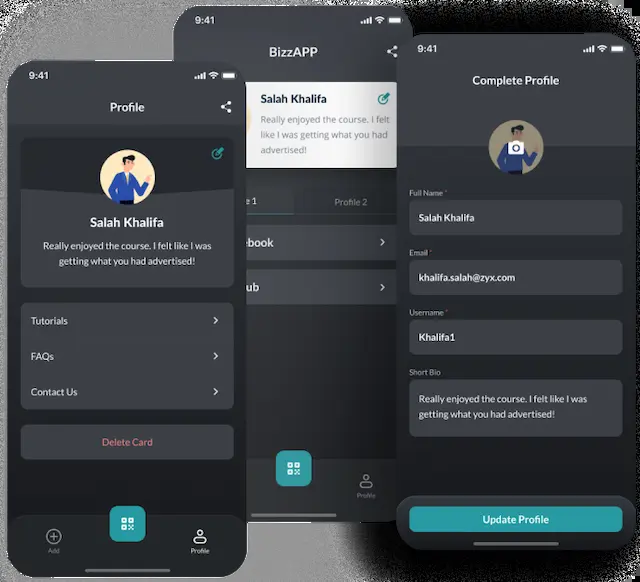 9:41
Profile
Salah Khalifa
Really enjoyed the course. I felt like I was
getting what you had advertised!
Tutorials
FAQs
Contact Us
Delete Card
Add
Profile
9:41
BizzAPP
Salah Khalifa
Really enjoyed the course. I felt
like I was getting what you had
advertised!
e 1
Profile 2
ebook
ub
Profile
9:41
Complete Profile
Full Name *
Salah Khalifa
Email *
khalifa.salah@zyx.com
Username *
Khalifa1
Short Bio
Really enjoyed the course. I felt like I was
getting what you had advertised!
Update Profile